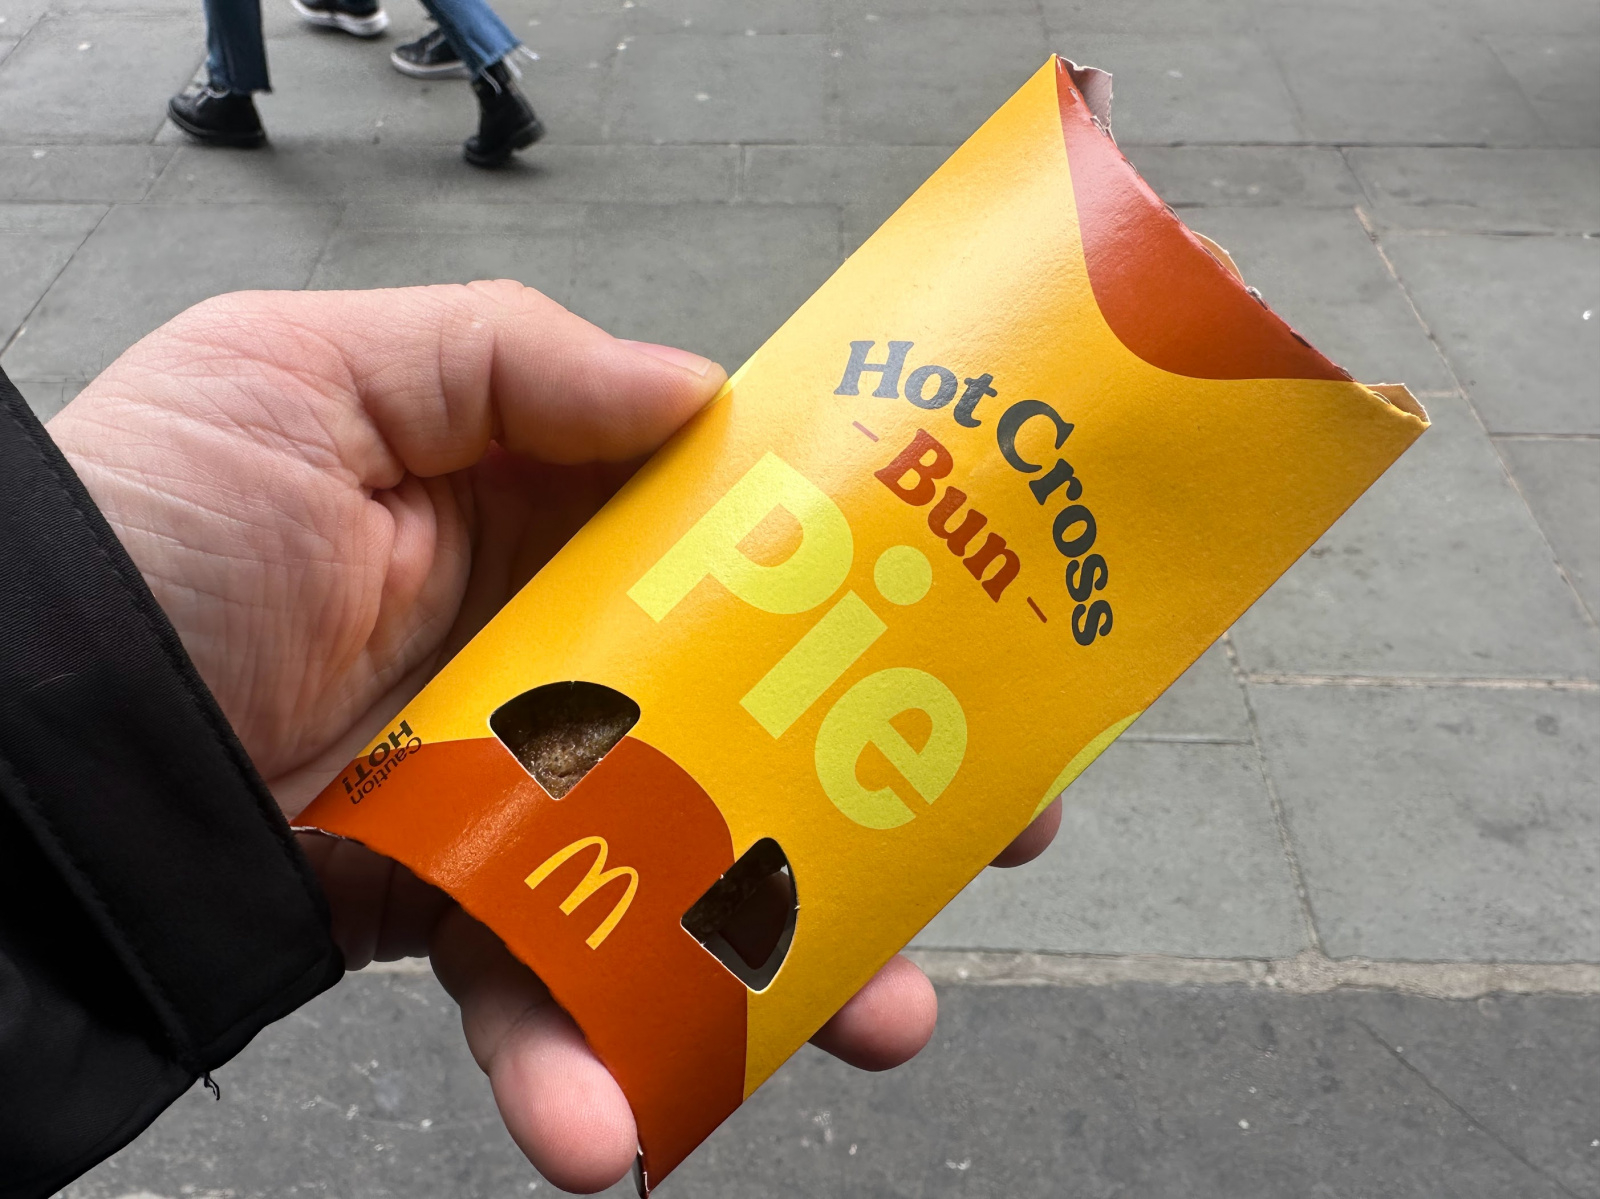 Hot Cross
- Bun -
Pie
Caution
HOT!